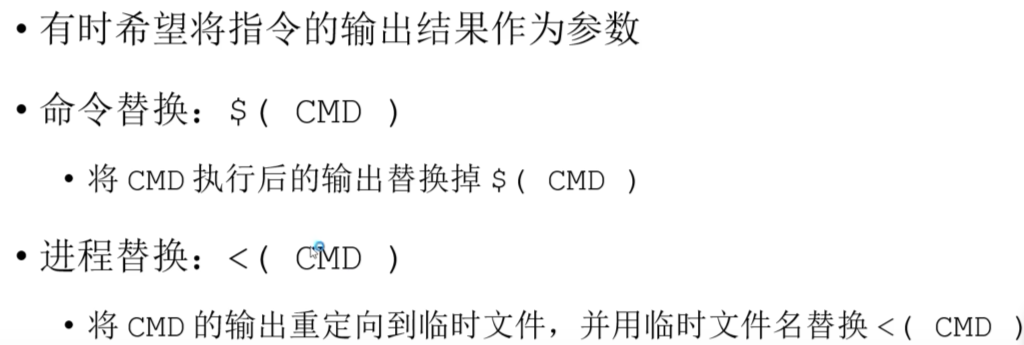 • 有时希望将指令的输出结果作为参数
• 命令替换：$( CMD )
• 将 CMD 执行后的输出替换掉 $( CMD )
• 进程替换：<( CMD )
• 将 CMD 的输出重定向到临时文件，并用临时文件名替换 <( CMD )